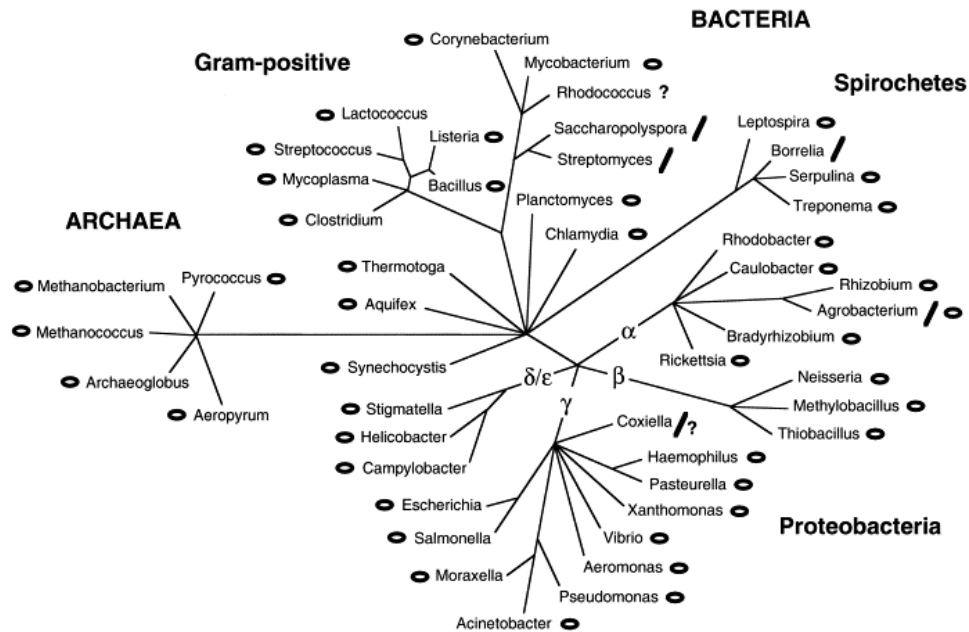 BACTERIA
Corynebacterium
Gram-positive
Mycobacterium
Spirochetes
Rhodococcus ?
Lactococcus
Leptospira
Saccharopolyspora
Listeria
Streptococcus
Borrelia
Streptomyces
Mycoplasma
Serpulina
Bacillus
Planctomyces
Treponema
ARCHAEA
Clostridium
Chlamydia
Rhodobacter
Thermotoga
Caulobacter
Pyrococcus
Methanobacterium
Rhizobium
Aquifex
Agrobacterium
Methanococcus
α
Bradyrhizobium
Rickettsia
Synechocystis
Archaeoglobus
δ/ε
β
Neisseria
Aeropyrum
Stigmatella
γ
Methylobacillus
Coxiella ?
Thiobacillus
Helicobacter
Haemophilus
Campylobacter
Pasteurella
Escherichia
Xanthomonas
Proteobacteria
Salmonella
Vibrio
Aeromonas
Moraxella
Pseudomonas
Acinetobacter